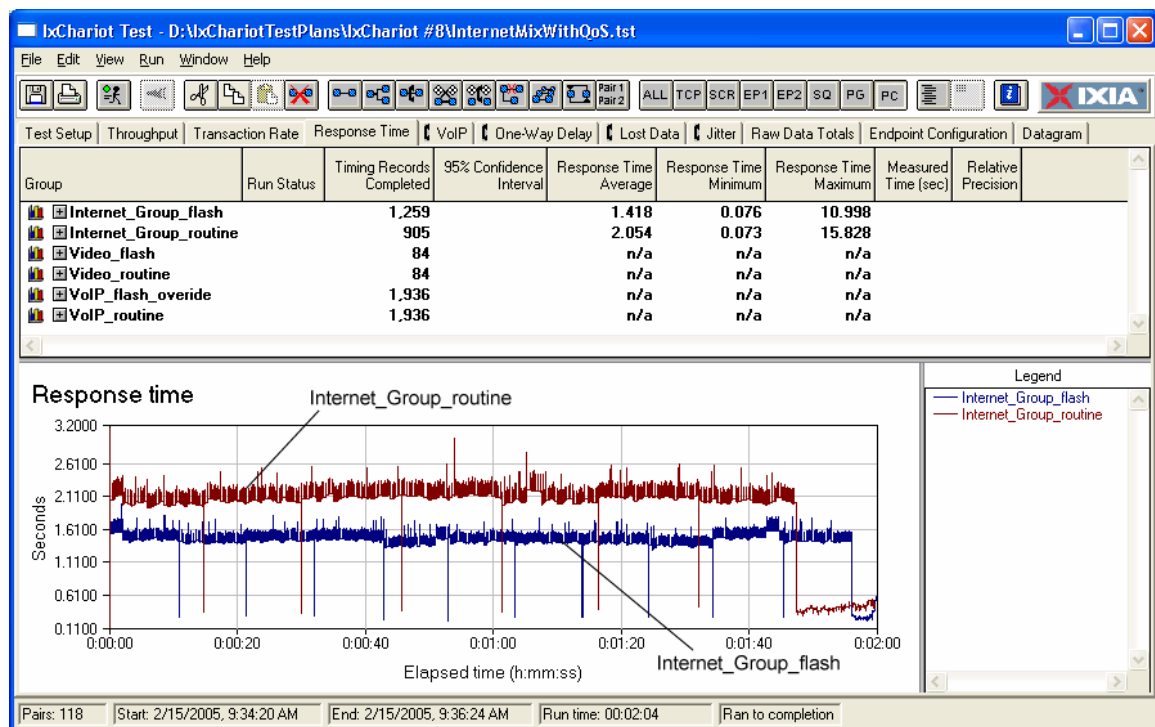 IxChariot Test - D:\IxChariotTestPlans\IxChariot #8\InternetMixWithQoS.tst
File Edit View Run Window Help
Pair 1 Pair 2 ALL TCP SCR EP1 EP2 SQ PG PC IXIA
Test Setup Throughput Transaction Rate Response Time VoIP One-Way Delay Lost Data Jitter Raw Data Totals Endpoint Configuration Datagram
Group Run Status Timing Records Completed 95% Confidence Interval Response Time Average Response Time Minimum Response Time Maximum Measured Time (sec) Relative Precision
Internet_Group_flash 1,259 1.418 0.076 10.998
Internet_Group_routine 905 2.054 0.073 15.828
Video_flash 84 n/a n/a n/a
Video_routine 84 n/a n/a n/a
VoIP_flash_overide 1,936 n/a n/a n/a
VoIP_routine 1,936 n/a n/a n/a
Response time
Internet_Group_routine
Legend
Internet_Group_flash
Internet_Group_routine
3.2000
2.6100
2.1100
1.6100
1.1100
0.6100
0.1100
Seconds
0:00:00 0:00:20 0:00:40 0:01:00 0:01:20 0:01:40 0:02:00
Elapsed time (h:mm:ss)
Internet_Group_flash
Pairs: 118 Start: 2/15/2005, 9:34:20 AM End: 2/15/2005, 9:36:24 AM Run time: 00:02:04 Ran to completion